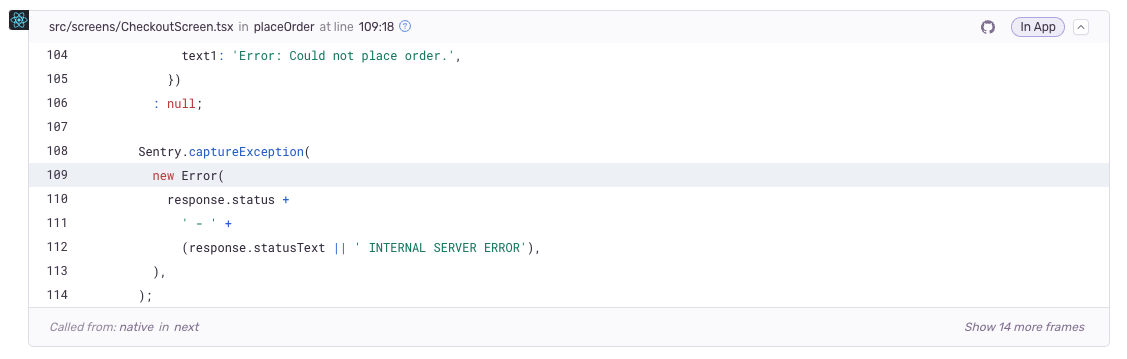 src/screens/CheckoutScreen.tsx in placeOrder at line 109:18 ? In App
104 text1: 'Error: Could not place order.',
105 })
106 : null;
107
108 Sentry.captureException(
109 new Error(
110 response.status +
111 ' - ' +
112 (response.statusText || ' INTERNAL SERVER ERROR'),
113 ),
114 );
Called from: native in next Show 14 more frames